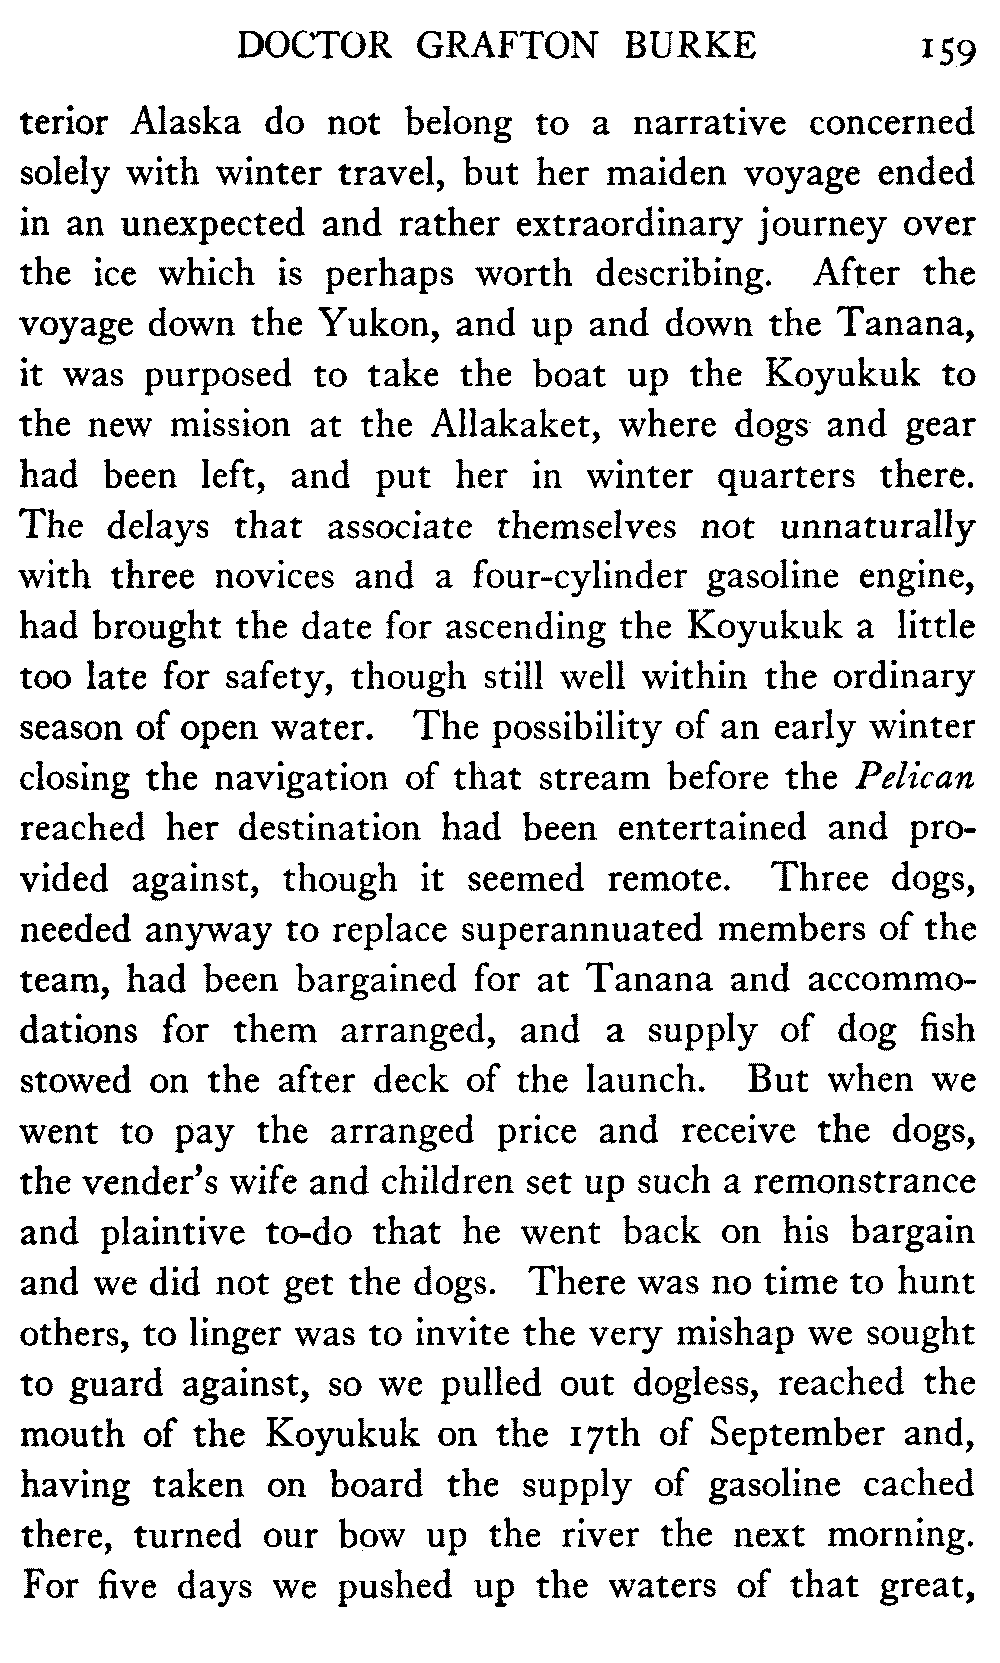 DOCTOR GRAFTON BURKE 159
terior Alaska do not belong to a narrative concerned
solely with winter travel, but her maiden voyage ended
in an unexpected and rather extraordinary journey over
the ice which is perhaps worth describing. After the
voyage down the Yukon, and up and down the Tanana,
it was purposed to take the boat up the Koyukuk to
the new mission at the Allakaket, where dogs and gear
had been left, and put her in winter quarters there.
The delays that associate themselves not unnaturally
with three novices and a four-cylinder gasoline engine,
had brought the date for ascending the Koyukuk a little
too late for safety, though still well within the ordinary
season of open water. The possibility of an early winter
closing the navigation of that stream before the Pelican
reached her destination had been entertained and pro-
vided against, though it seemed remote. Three dogs,
needed anyway to replace superannuated members of the
team, had been bargained for at Tanana and accommo-
dations for them arranged, and a supply of dog fish
stowed on the after deck of the launch. But when we
went to pay the arranged price and receive the dogs,
the vender's wife and children set up such a remonstrance
and plaintive to-do that he went back on his bargain
and we did not get the dogs. There was no time to hunt
others, to linger was to invite the very mishap we sought
to guard against, so we pulled out dogless, reached the
mouth of the Koyukuk on the 17th of September and,
having taken on board the supply of gasoline cached
there, turned our bow up the river the next morning.
For five days we pushed up the waters of that great,